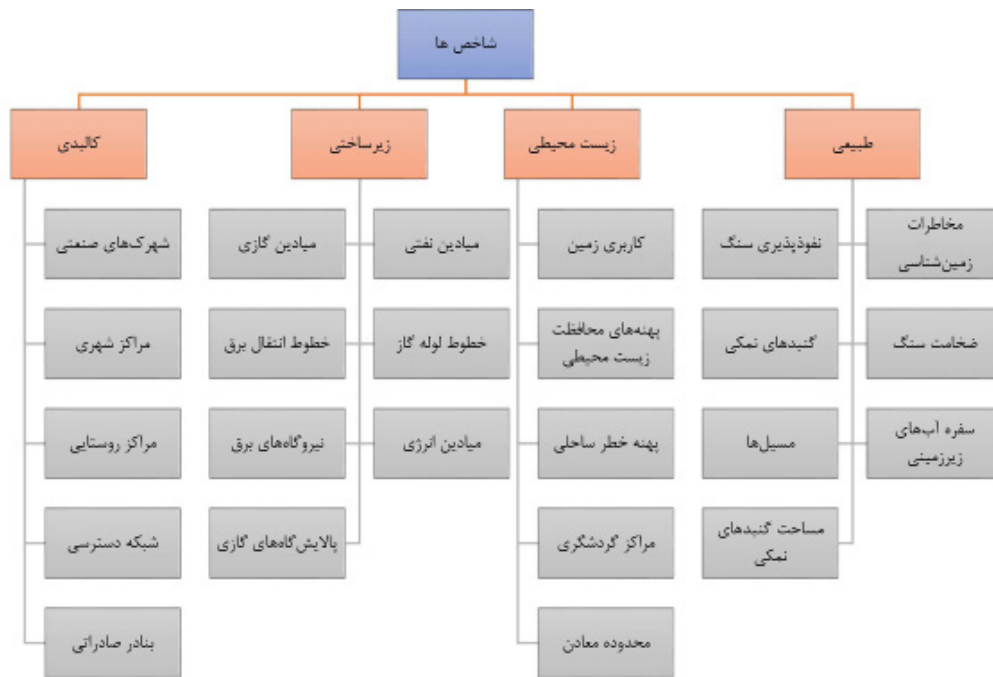 شاخص ها
طبیعی
زیست محیطی
زیرساختی
کالبدی
مخاطرات
زمین‌شناسی
نفوذپذیری سنگ
ضخامت سنگ
گنبدهای نمکی
سفره آب‌های
زیرزمینی
مسیل‌ها
مساحت گنبدهای
نمکی
کاربری زمین
پهنه‌های محافظت
زیست محیطی
پهنه خطر ساحلی
مراکز گردشگری
محدوده معادن
میادین نفتی
میادین گازی
خطوط لوله گاز
خطوط انتقال برق
میادین انرژی
نیروگاه‌های برق
پالایش‌گاه‌های گازی
شهرک‌های صنعتی
مراکز شهری
مراکز روستایی
شبکه دسترسی
بنادر صادراتی